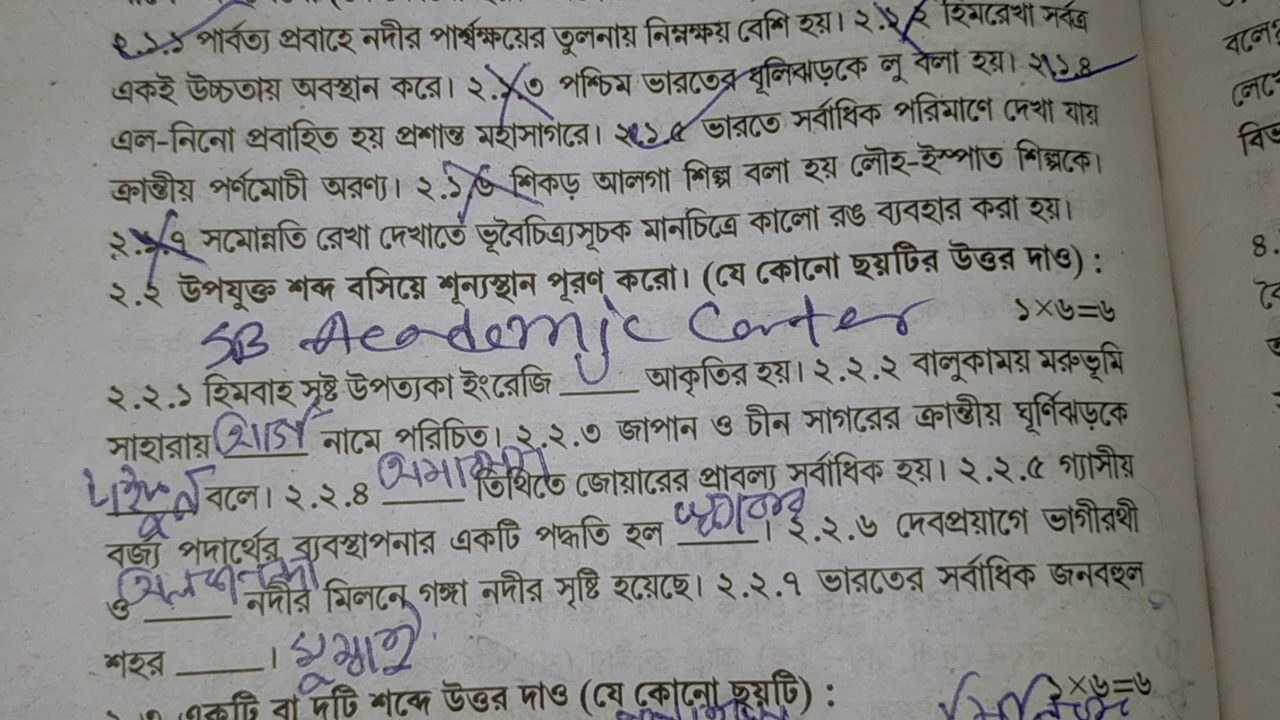 ২.১.১ পার্বত্য প্রবাহে নদীর পার্শ্বক্ষয়ের তুলনায় নিম্নক্ষয় বেশি হয়। ২.১.২ হিমরেখা সর্বত্র
একই উচ্চতায় অবস্থান করে। ২.১.৩ পশ্চিম ভারতের ধূলিঝড়কে লু বলা হয়। ২.১.৪
এল-নিনো প্রবাহিত হয় প্রশান্ত মহাসাগরে। ২.১.৫ ভারতে সর্বাধিক পরিমাণে দেখা যায়
ক্রান্তীয় পর্ণমোচী অরণ্য। ২.১.৬ শিকড় আলগা শিল্প বলা হয় লৌহ-ইস্পাত শিল্পকে।
২.১.৭ সমোন্নতি রেখা দেখাতে ভূবৈচিত্র্যসূচক মানচিত্রে কালো রঙ ব্যবহার করা হয়।
২.২ উপযুক্ত শব্দ বসিয়ে শূন্যস্থান পূরণ করো। (যে কোনো ছয়টির উত্তর দাও) :
১×৬=৬
SB Academic Center
২.২.১ হিমবাহ সৃষ্ট উপত্যকা ইংরেজি U আকৃতির হয়। ২.২.২ বালুকাময় মরুভূমি
সাহারায় আর্গ নামে পরিচিত। ২.২.৩ জাপান ও চীন সাগরের ক্রান্তীয় ঘূর্ণিঝড়কে
টাইফুন বলে। ২.২.৪ অমাবস্যা তিথিতে জোয়ারের প্রাবল্য সর্বাধিক হয়। ২.২.৫ গ্যাসীয়
বর্জ্য পদার্থের ব্যবস্থাপনার একটি পদ্ধতি হল স্ক্রাবার। ২.২.৬ দেবপ্রয়াগে ভাগীরথী
ও অলকানন্দা নদীর মিলনে গঙ্গা নদীর সৃষ্টি হয়েছে। ২.২.৭ ভারতের সর্বাধিক জনবহুল
শহর ______। মুম্বাই
একটি বা দুটি শব্দে উত্তর দাও (যে কোনো ছয়টি) : ১×৬=৬